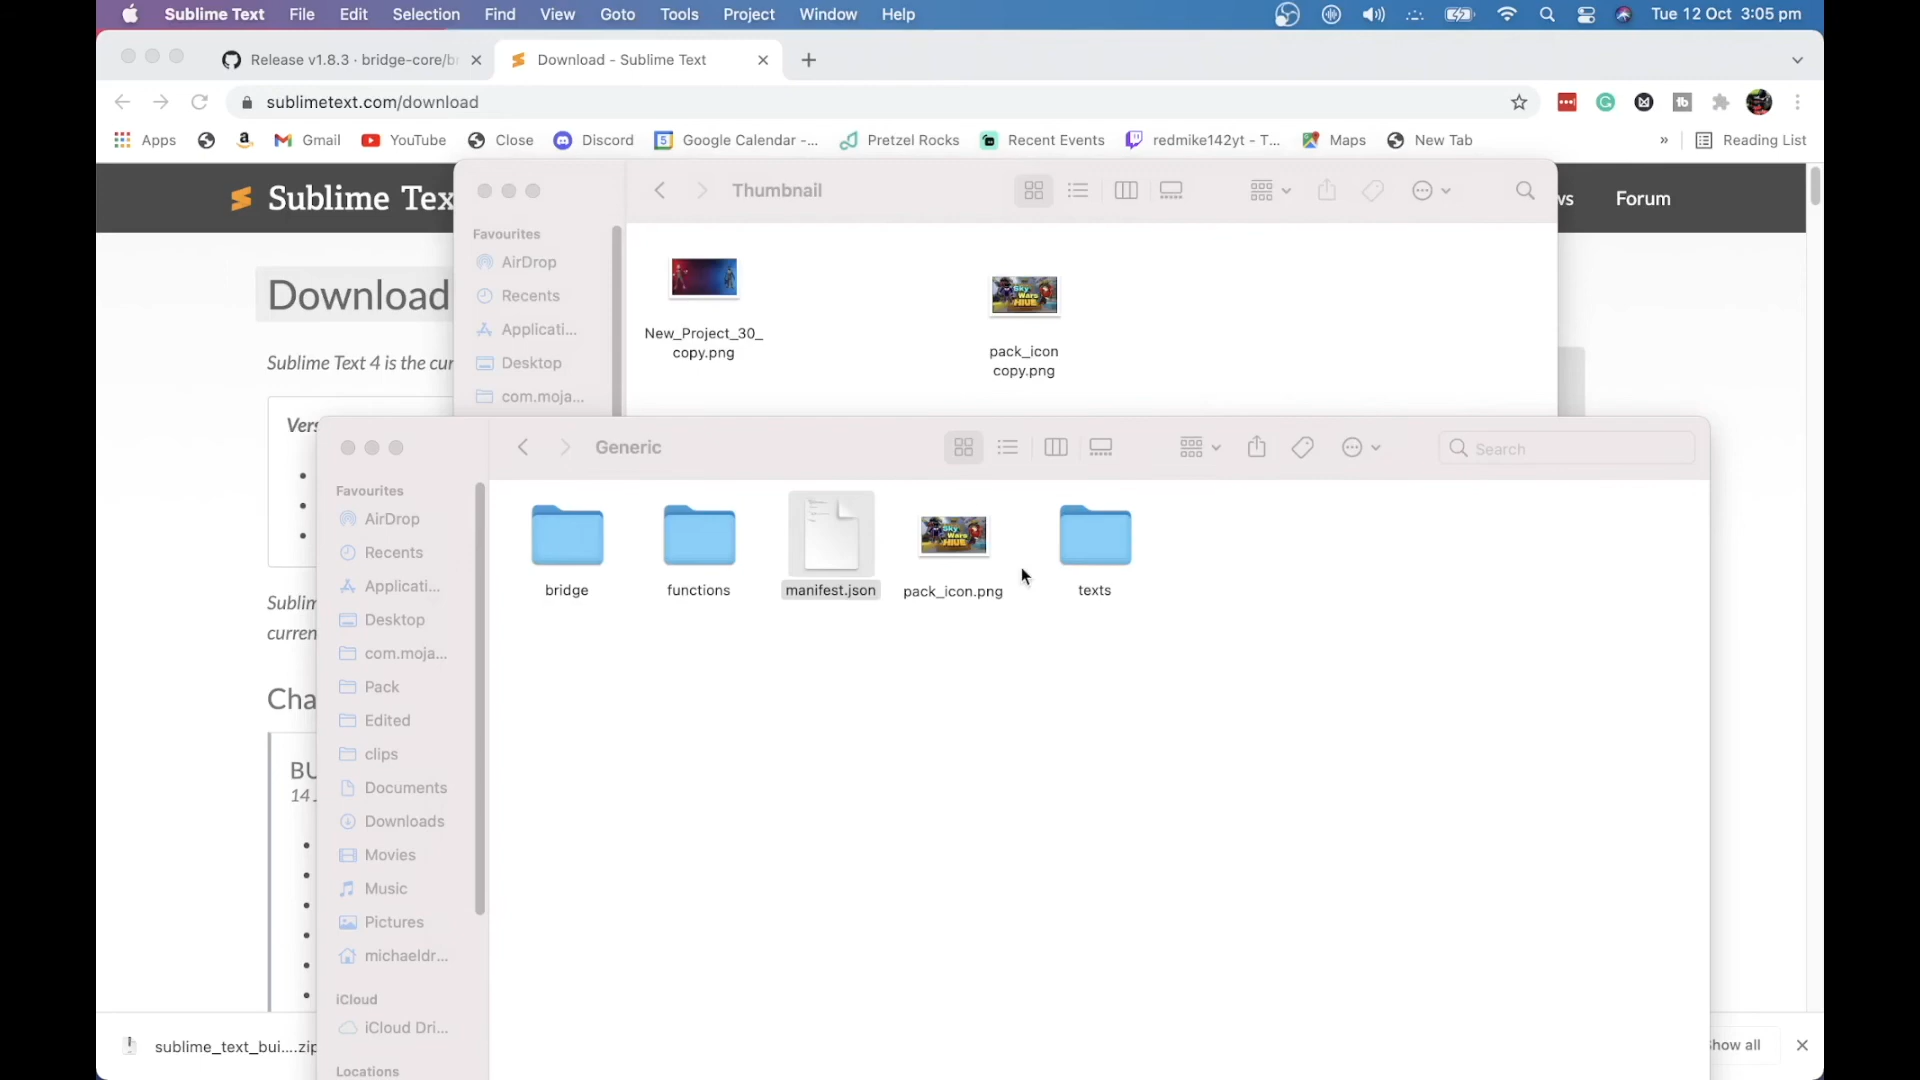 Sublime Text File Edit Selection Find View Goto Tools Project Window Help Tue 12 Oct 3:05 pm
Release v1.8.3 · bridge-core/br Download - Sublime Text
sublimetext.com/download
Apps Gmail YouTube Close Discord Google Calendar -... Pretzel Rocks Recent Events redmike142yt - T... Maps New Tab » Reading List
Sublime Tex
Forum
Thumbnail
Favourites
AirDrop
Recents
Applicati...
Desktop
com.moja...
New_Project_30_
copy.png
pack_icon
copy.png
Download
Sublime Text 4 is the cur
Vers
Sublim
curren
Cha
BU
14
Generic
Search
Favourites
AirDrop
Recents
Applicati...
Desktop
com.moja...
Pack
Edited
clips
Documents
Downloads
Movies
Music
Pictures
michaeldr...
iCloud
iCloud Dri...
Locations
bridge
functions
manifest.json
pack_icon.png
texts
Sky
Wars
HIVE
sublime_text_bui....zip
how all